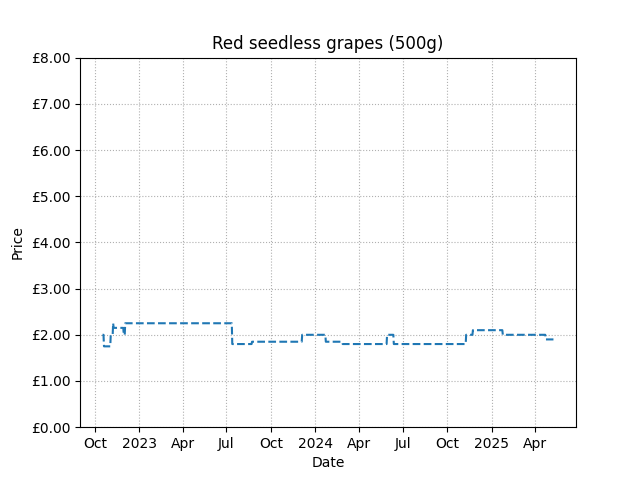 Red seedless grapes (500g)
£8.00
£7.00
£6.00
£5.00
£4.00
£3.00
£2.00
£1.00
£0.00
Price
Oct 2023 Apr Jul Oct 2024 Apr Jul Oct 2025 Apr
Date